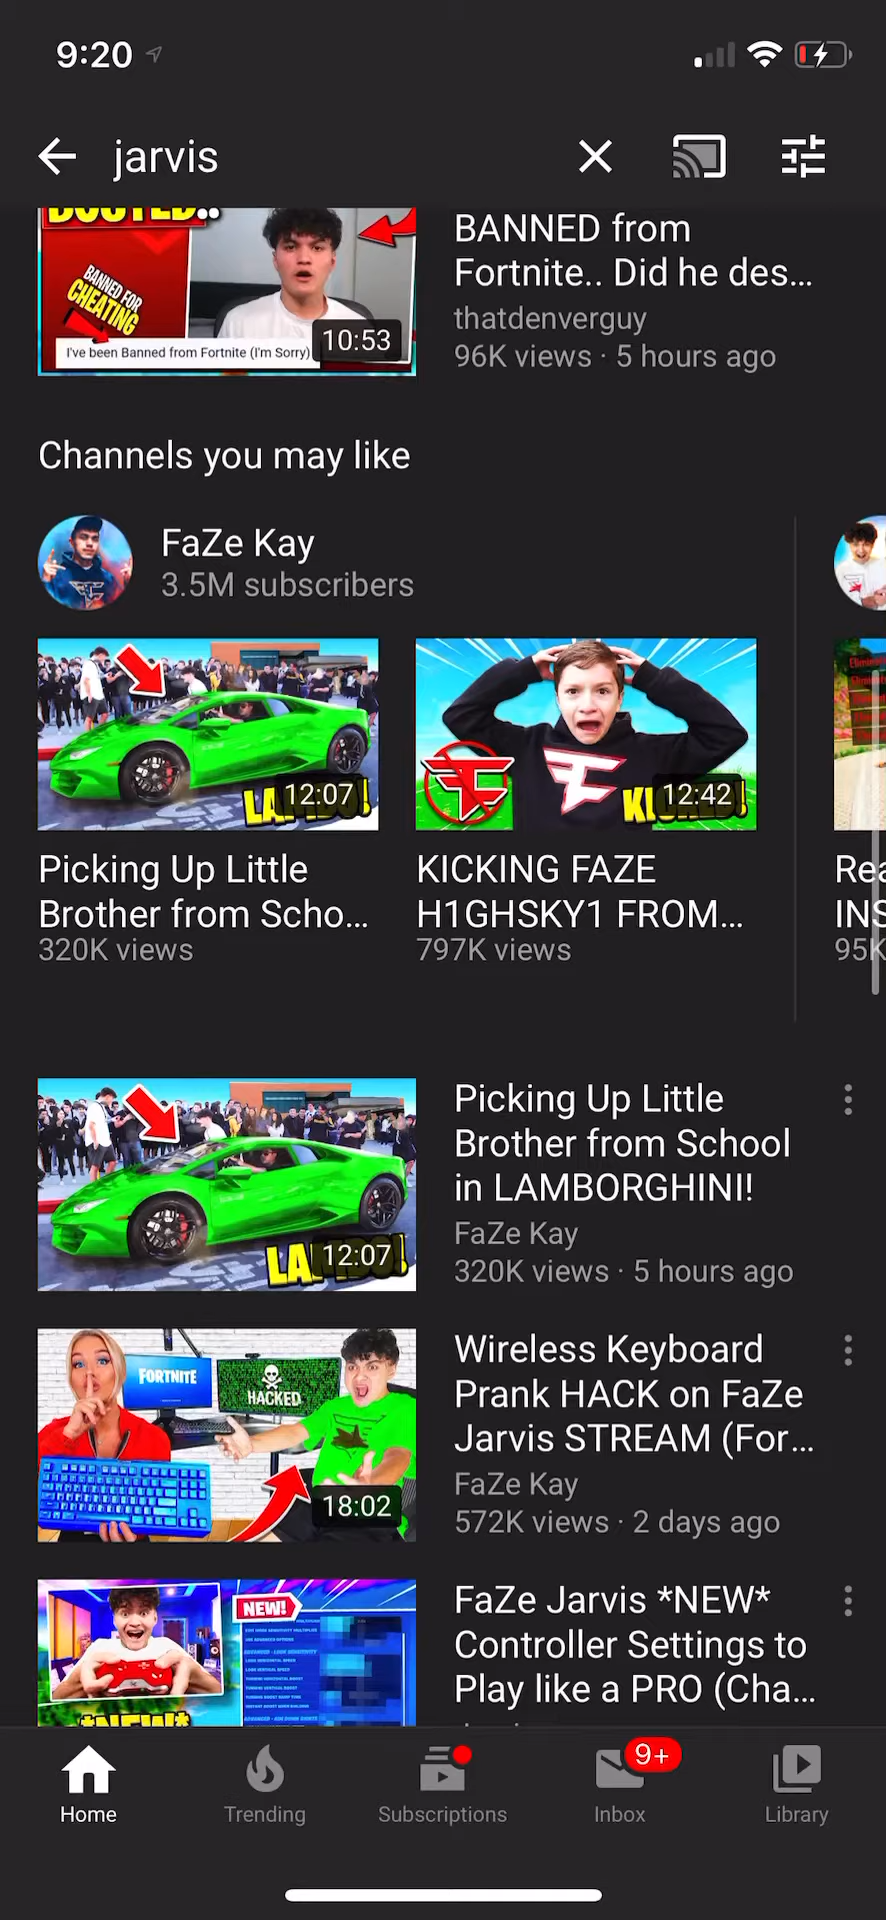 9:20
jarvis
BUSTED..
BANNED FOR
CHEATING
I've been Banned from Fortnite (I'm Sorry)
10:53
BANNED from
Fortnite.. Did he des...
thatdenverguy
96K views · 5 hours ago
Channels you may like
FaZe Kay
3.5M subscribers
12:07
12:42
Picking Up Little
Brother from Scho...
320K views
KICKING FAZE
H1GHSKY1 FROM...
797K views
95K
Picking Up Little
Brother from School
in LAMBORGHINI!
FaZe Kay
320K views · 5 hours ago
12:07
FORTNITE
HACKED
18:02
Wireless Keyboard
Prank HACK on FaZe
Jarvis STREAM (For...
FaZe Kay
572K views · 2 days ago
NEW!
*NEW*
FaZe Jarvis *NEW*
Controller Settings to
Play like a PRO (Cha...
9+
Home
Trending
Subscriptions
Inbox
Library